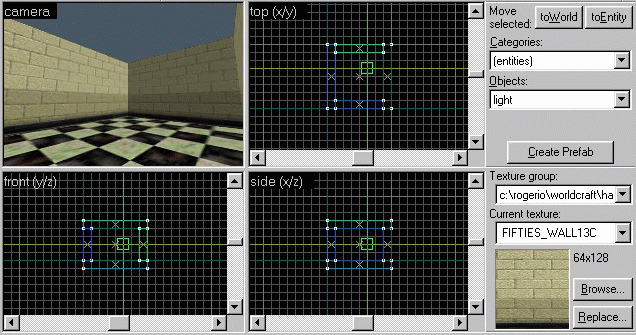 camera
top (x/y)
Move selected:
toWorld
toEntity
Categories:
(entities)
Objects:
light
Create Prefab
front (y/z)
side (x/z)
Texture group:
c:\rogerio\worldcraft\ha
Current texture:
FIFTIES_WALL13C
64x128
Browse...
Replace...